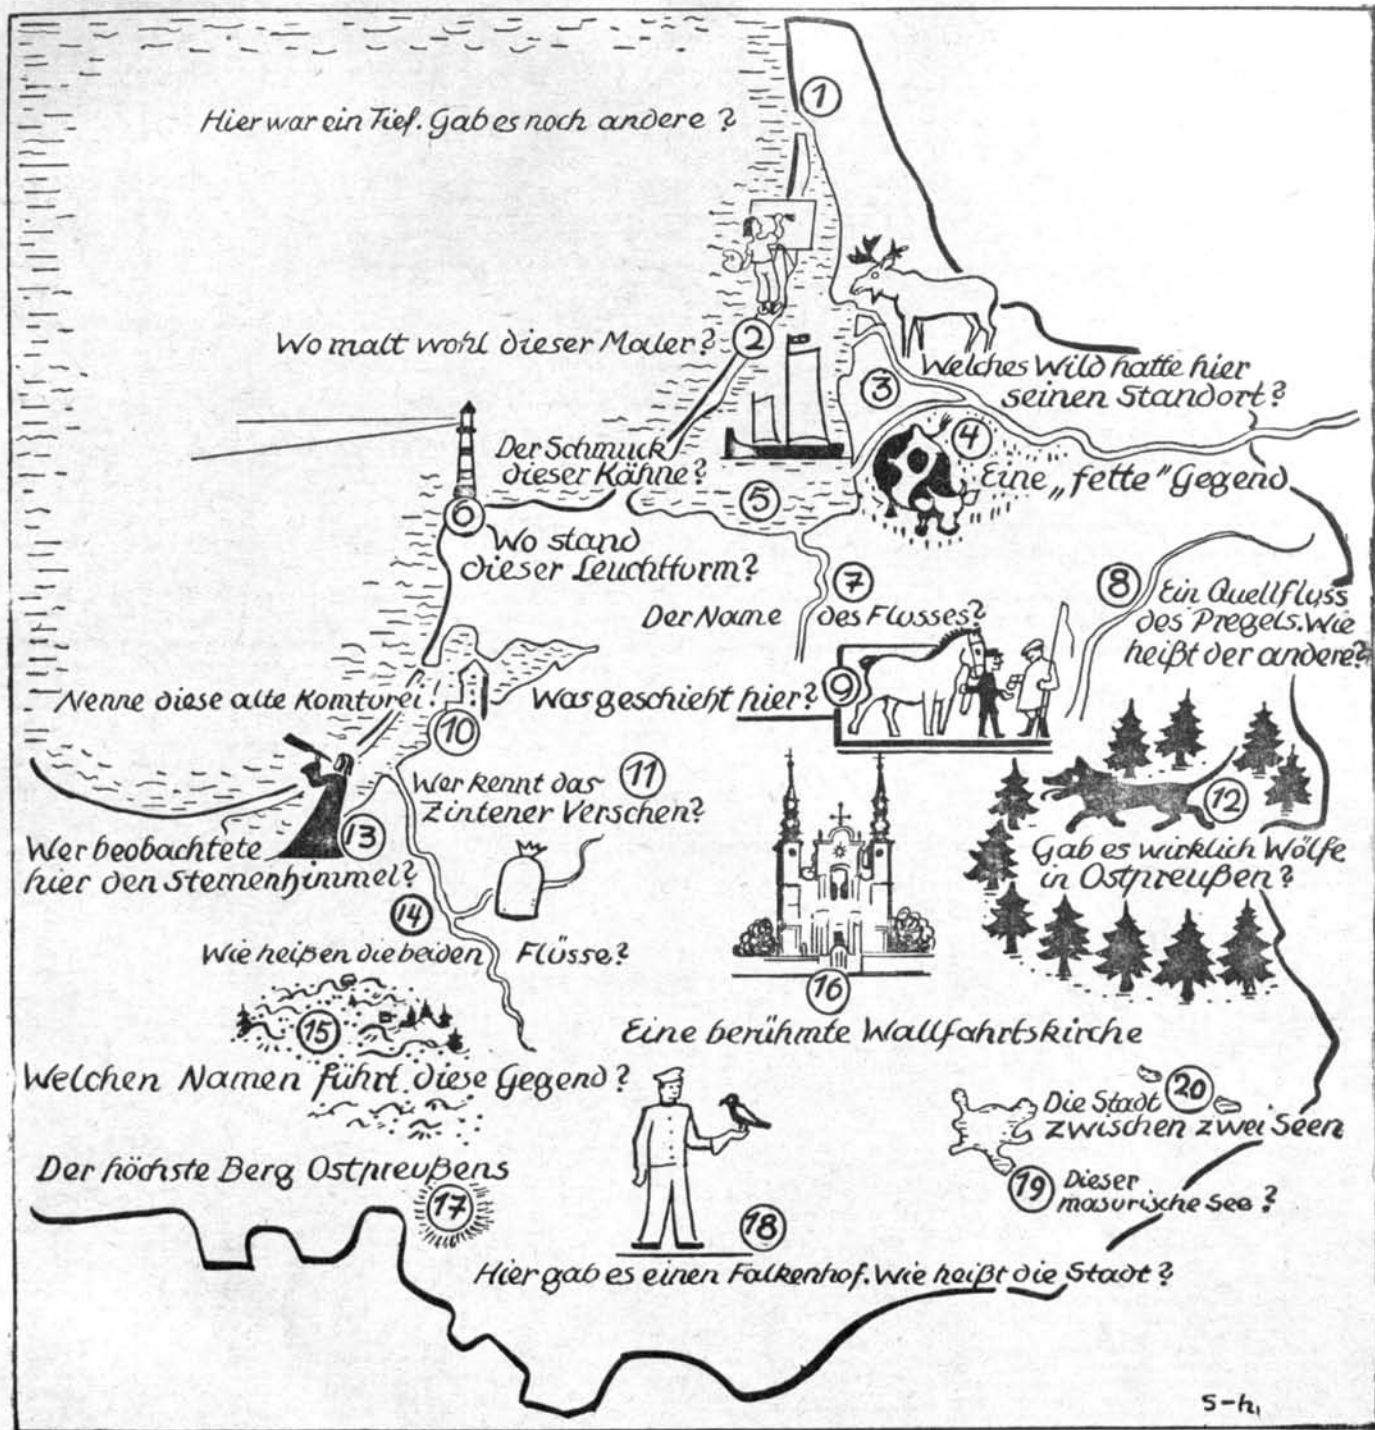 1
Hier war ein Tief. Gab es noch andere?
Wo malt wohl dieser Maler?
2
3
Welches Wild hatte hier
seinen Standort?
4
Eine „fette" Gegend
Der Schmuck
dieser Kähne?
5
6
Wo stand
dieser Leuchtturm?
7
Der Name des Flusses?
8
Ein Quellfluss
des Pregels. Wie
heißt der andere?
Was geschieht hier?
9
Nenne diese alte Komturei!
10
Wer kennt das
Zintener Verschen?
11
12
Gab es wirklich Wölfe
in Ostpreußen?
13
Wer beobachtete
hier den Sternenhimmel?
14
Wie heißen die beiden Flüsse?
15
Welchen Namen führt diese Gegend?
16
Eine berühmte Wallfahrtskirche
Der höchste Berg Ostpreußens
17
18
Hier gab es einen Falkenhof. Wie heißt die Stadt?
Die Stadt 20
zwischen zwei Seen
19 Dieser
masurische See?
S-h,